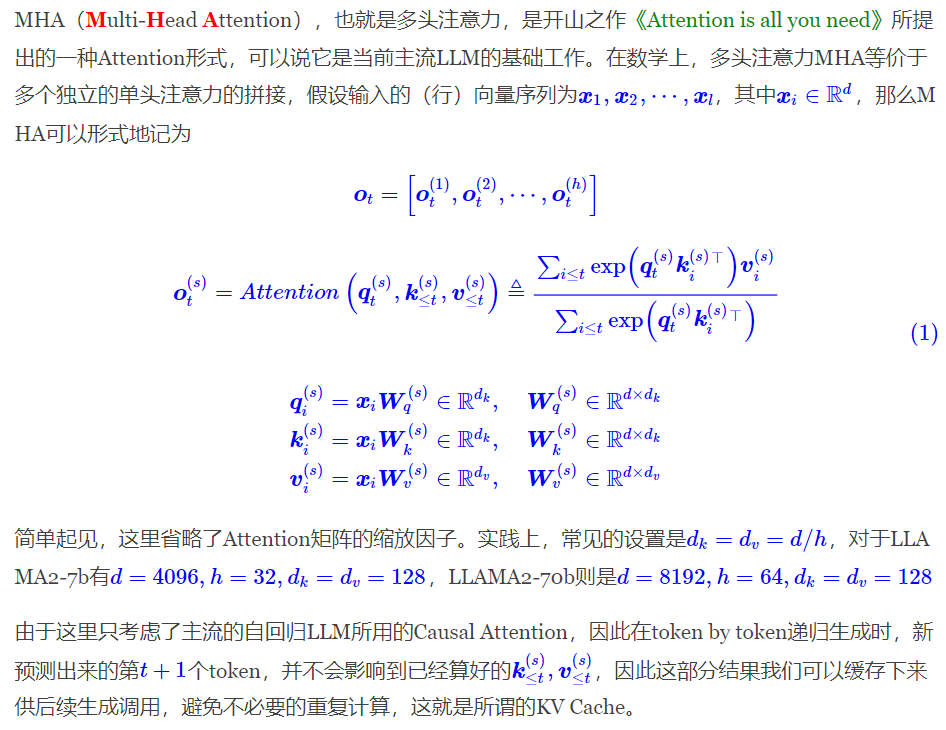 MHA（Multi-Head Attention），也就是多头注意力，是开山之作《Attention is all you need》所提
出的一种Attention形式，可以说它是当前主流LLM的基础工作。在数学上，多头注意力MHA等价于
多个独立的单头注意力的拼接，假设输入的（行）向量序列为$\boldsymbol{x}_1, \boldsymbol{x}_2, \cdots, \boldsymbol{x}_l$，其中$\boldsymbol{x}_i \in \mathbb{R}^d$，那么M
HA可以形式地记为
$\boldsymbol{o}_t = \left[\boldsymbol{o}_t^{(1)}, \boldsymbol{o}_t^{(2)}, \cdots, \boldsymbol{o}_t^{(h)}\right]$
$\boldsymbol{o}_t^{(s)} = Attention\left(\boldsymbol{q}_t^{(s)}, \boldsymbol{k}_{\leq t}^{(s)}, \boldsymbol{v}_{\leq t}^{(s)}\right) \triangleq \frac{\sum_{i\leq t} \exp\left(\boldsymbol{q}_t^{(s)} \boldsymbol{k}_i^{(s)\top}\right) \boldsymbol{v}_i^{(s)}}{\sum_{i\leq t} \exp\left(\boldsymbol{q}_t^{(s)} \boldsymbol{k}_i^{(s)\top}\right)}$
(1)
$\boldsymbol{q}_i^{(s)} = \boldsymbol{x}_i \boldsymbol{W}_q^{(s)} \in \mathbb{R}^{d_k}, \quad \boldsymbol{W}_q^{(s)} \in \mathbb{R}^{d\times d_k}$
$\boldsymbol{k}_i^{(s)} = \boldsymbol{x}_i \boldsymbol{W}_k^{(s)} \in \mathbb{R}^{d_k}, \quad \boldsymbol{W}_k^{(s)} \in \mathbb{R}^{d\times d_k}$
$\boldsymbol{v}_i^{(s)} = \boldsymbol{x}_i \boldsymbol{W}_v^{(s)} \in \mathbb{R}^{d_v}, \quad \boldsymbol{W}_v^{(s)} \in \mathbb{R}^{d\times d_v}$
简单起见，这里省略了Attention矩阵的缩放因子。实践上，常见的设置是$d_k = d_v = d/h$，对于LLA
MA2-7b有$d = 4096, h = 32, d_k = d_v = 128$，LLAMA2-70b则是$d = 8192, h = 64, d_k = d_v = 128$
由于这里只考虑了主流的自回归LLM所用的Causal Attention，因此在token by token递归生成时，新
预测出来的第$t+1$个token，并不会影响到已经算好的$\boldsymbol{k}_{\leq t}^{(s)}, \boldsymbol{v}_{\leq t}^{(s)}$，因此这部分结果我们可以缓存下来
供后续生成调用，避免不必要的重复计算，这就是所谓的KV Cache。